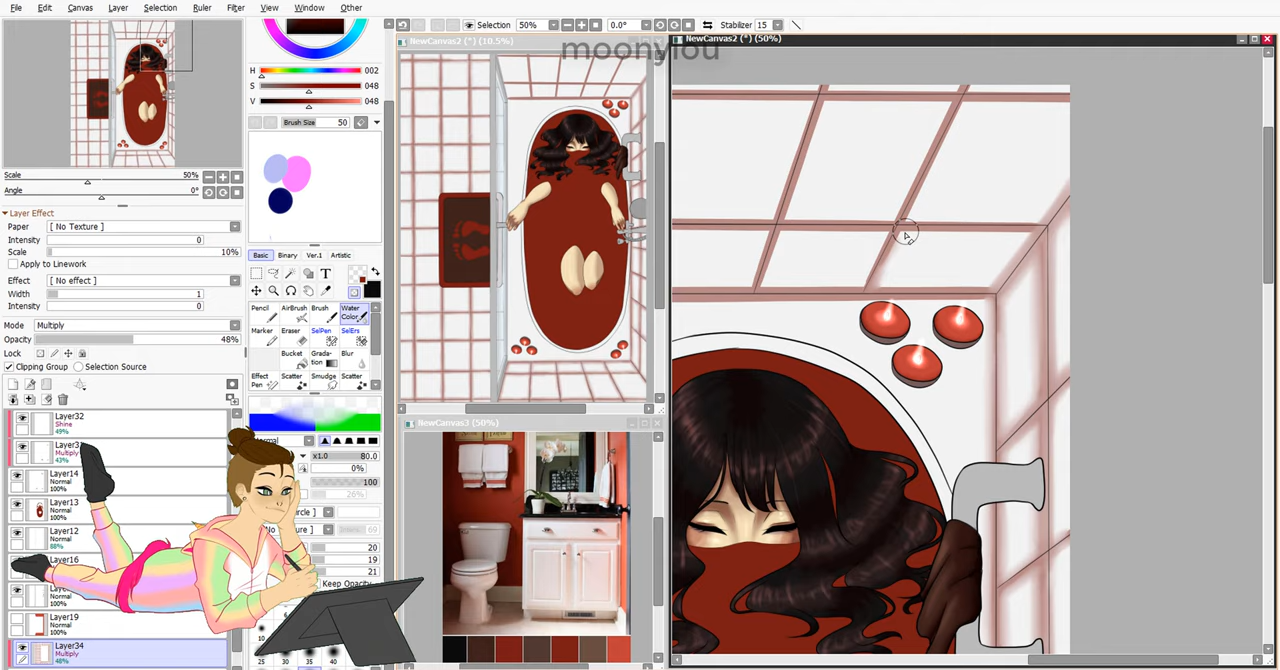 File Edit Canvas Layer Selection Ruler Filter View Window Other
Selection 50% 0.0° Stabilizer 15
NewCanvas2 (*) (10.5%)
NewCanvas2 (*) (50%)
moonylou
H 002
S 048
V 048
Brush Size 50
Scale 50%
Angle 0°
Layer Effect
Paper [ No Texture ]
Intensity 0
Scale 10%
Apply to Linework
Effect [ No effect ]
Width 1
Intensity 0
Mode Multiply
Opacity 48%
Lock
Clipping Group Selection Source
Basic Binary Ver.1 Artistic
T
Pencil AirBrush Brush Water Color
Marker Eraser SelPen SelErs
Bucket Grada-tion Blur
Effect Pen Scatter Smudge Scatter
x1.0 80.0
0%
100
26%
20
19
21
Keep Opacity
25 30 35 40
Layer32
Shine
49%
Multiply
43%
Layer14
Normal
100%
Layer13
Normal
100%
Layer12
Normal
88%
Layer16
Layer19
Normal
100%
Layer34
Multiply
48%
NewCanvas3 (50%)